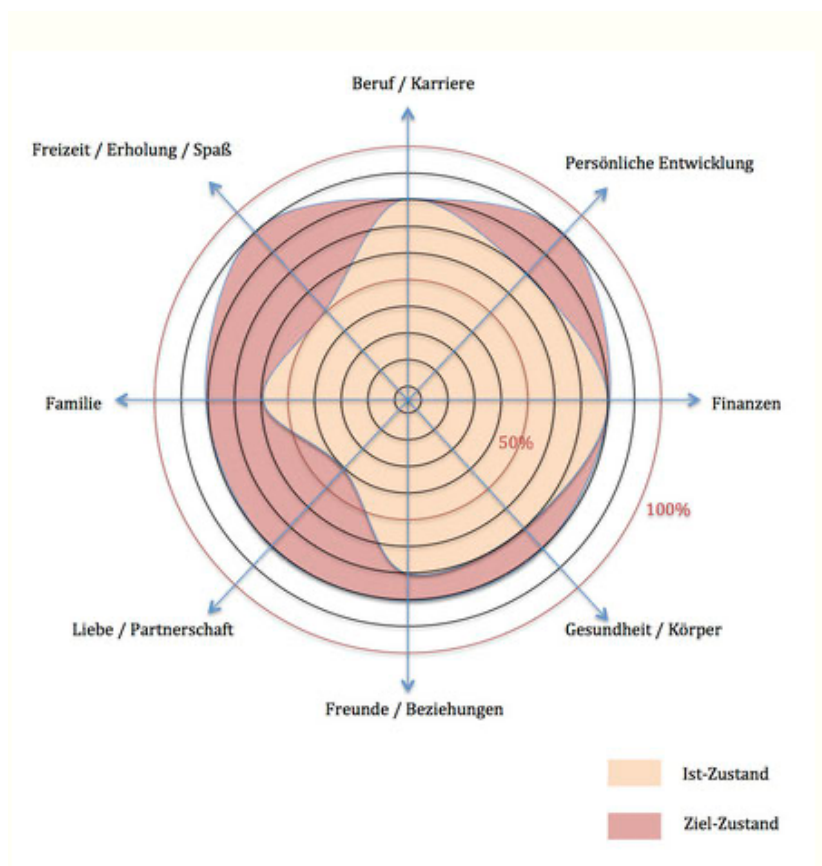 Beruf / Karriere
Freizeit / Erholung / Spaß
Persönliche Entwicklung
Familie
Finanzen
50%
100%
Liebe / Partnerschaft
Gesundheit / Körper
Freunde / Beziehungen
Ist-Zustand
Ziel-Zustand